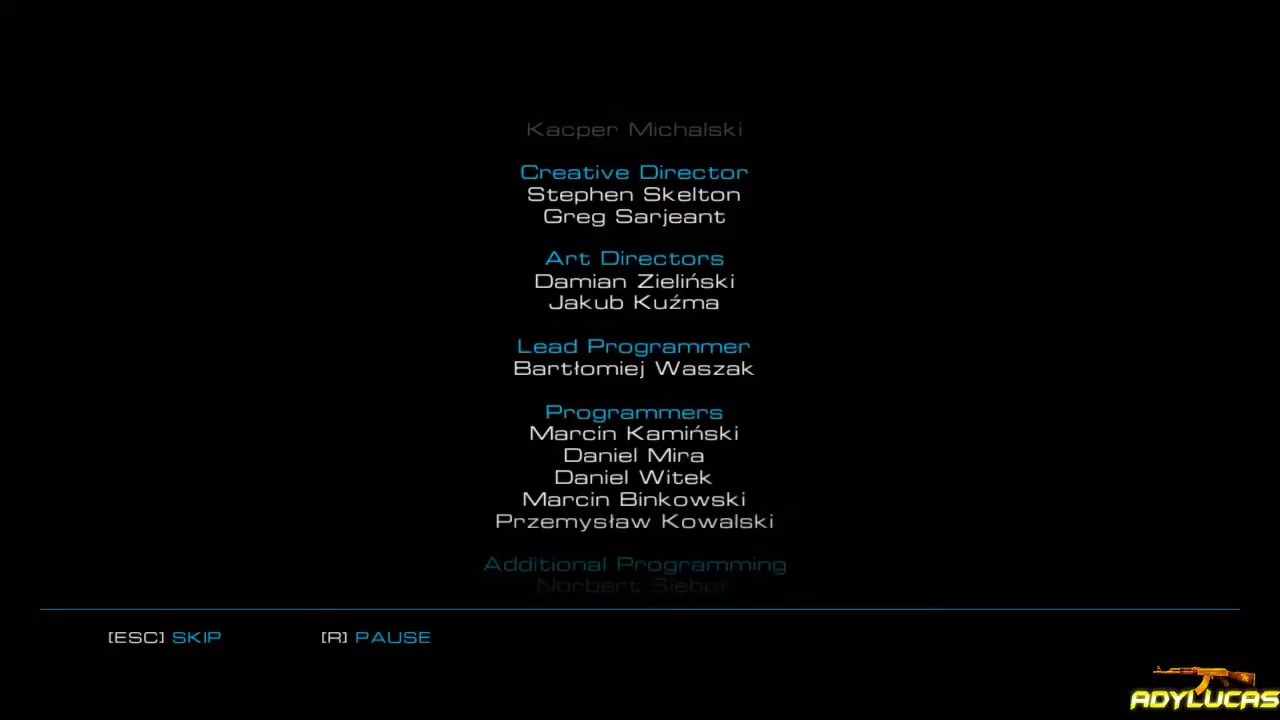 Kacper Michalski
Creative Director
Stephen Skelton
Greg Sarjeant
Art Directors
Damian Zieliński
Jakub Kuźma
Lead Programmer
Bartłomiej Waszak
Programmers
Marcin Kamiński
Daniel Mira
Daniel Witek
Marcin Binkowski
Przemysław Kowalski
Additional Programming
Norbert
[ESC] SKIP [R] PAUSE
ADYLUCAS